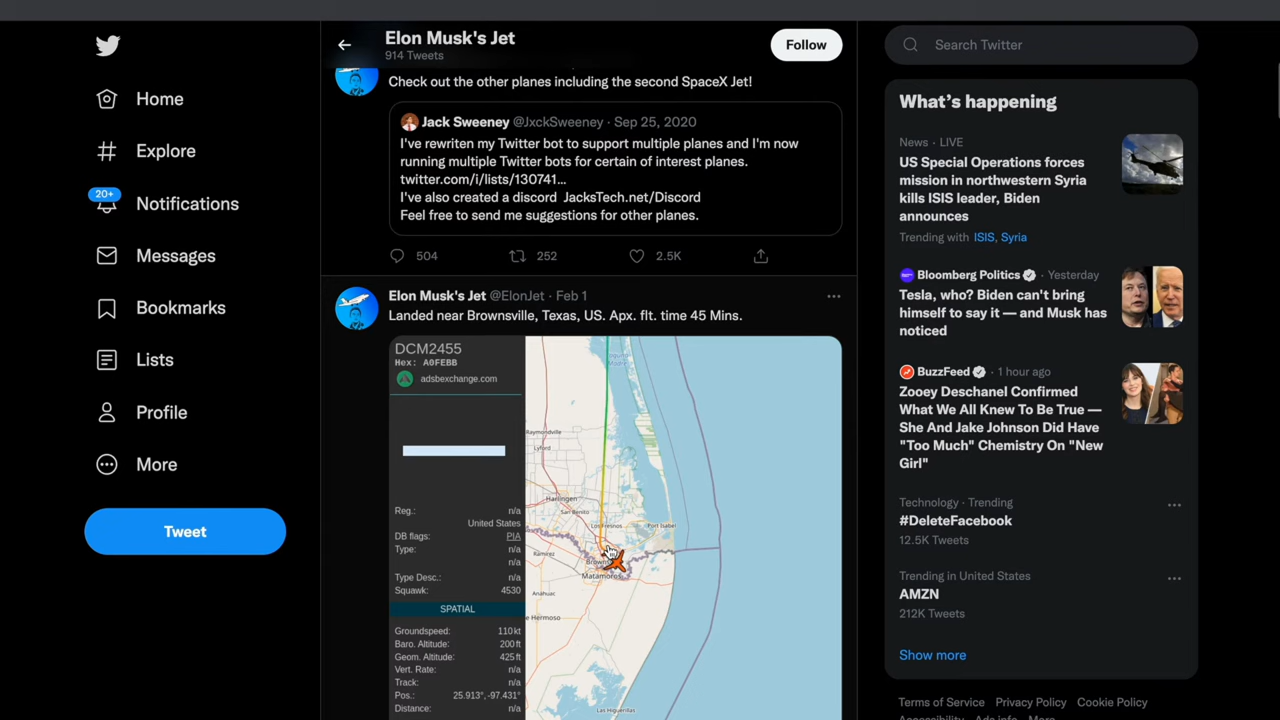 Home
Explore
20+
Notifications
Messages
Bookmarks
Lists
Profile
More
Tweet
Elon Musk's Jet
914 Tweets
Follow
Check out the other planes including the second SpaceX Jet!
Jack Sweeney @JxckSweeney · Sep 25, 2020
I've rewriten my Twitter bot to support multiple planes and I'm now
running multiple Twitter bots for certain of interest planes.
twitter.com/i/lists/130741...
I've also created a discord JacksTech.net/Discord
Feel free to send me suggestions for other planes.
504 252 2.5K
Elon Musk's Jet @ElonJet · Feb 1
Landed near Brownsville, Texas, US. Apx. flt. time 45 Mins.
DCM2455
Hex: A0FEBB
adsbexchange.com
Reg.: n/a
United States
DB flags: PIA
Type: n/a
n/a
Type Desc.: n/a
Squawk: 4530
SPATIAL
Groundspeed: 110 kt
Baro. Altitude: 200 ft
Geom. Altitude: 425 ft
Vert. Rate: n/a
Track: n/a
Pos.: 25.913°, -97.431°
Distance: n/a
Raymondville
Lyford
Harlingen
San Benito
Los Fresnos
Port Isabel
Ramirez
Matamoros
Anahuac
e Hermoso
Las Higuerillas
Search Twitter
What's happening
News · LIVE
US Special Operations forces
mission in northwestern Syria
kills ISIS leader, Biden
announces
Trending with ISIS, Syria
Bloomberg Politics · Yesterday
Tesla, who? Biden can't bring
himself to say it — and Musk has
noticed
BuzzFeed · 1 hour ago
Zooey Deschanel Confirmed
What We All Knew To Be True —
She And Jake Johnson Did Have
"Too Much" Chemistry On "New
Girl"
Technology · Trending
#DeleteFacebook
12.5K Tweets
Trending in United States
AMZN
212K Tweets
Show more
Terms of Service Privacy Policy Cookie Policy